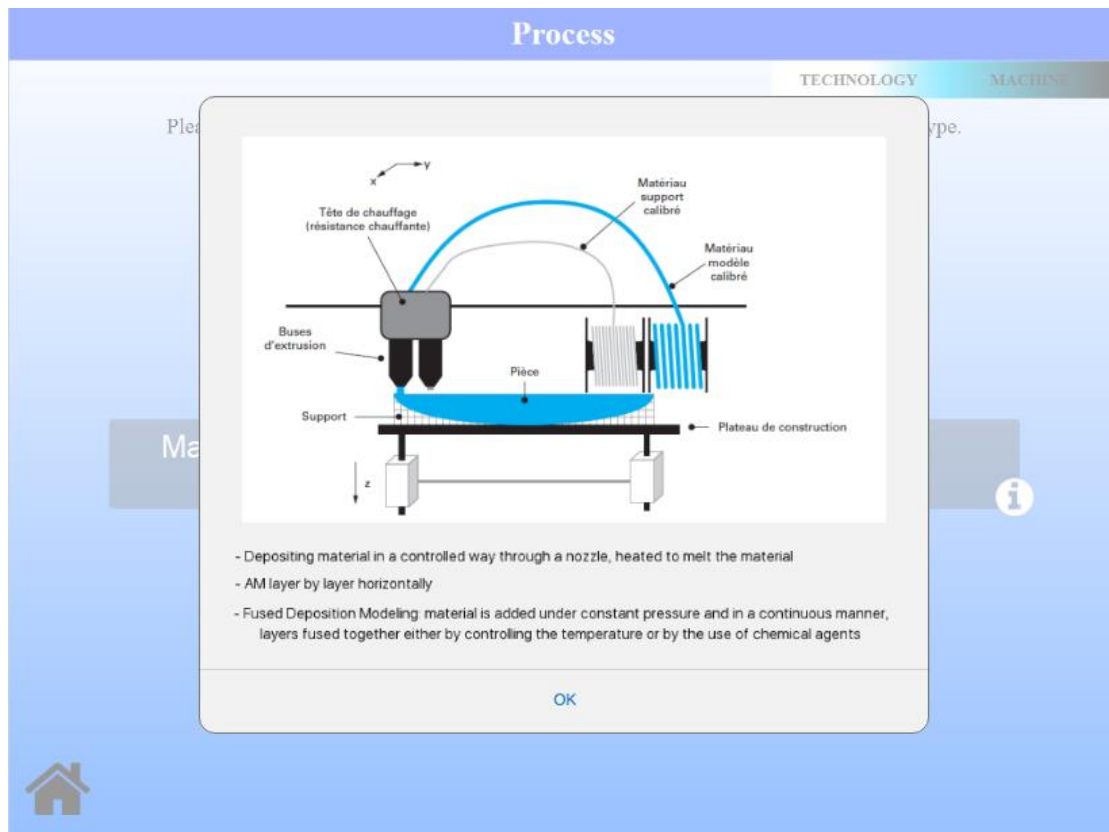 Process
TECHNOLOGY MACHINE
Plea ype.
y
x
Matériau
support
calibré
Tête de chauffage
(résistance chauffante)
Matériau
modèle
calibré
Buses
d'extrusion
Pièce
Support
Plateau de construction
Ma
z
- Depositing material in a controlled way through a nozzle, heated to melt the material
- AM layer by layer horizontally
- Fused Deposition Modeling: material is added under constant pressure and in a continuous manner,
layers fused together either by controlling the temperature or by the use of chemical agents
OK